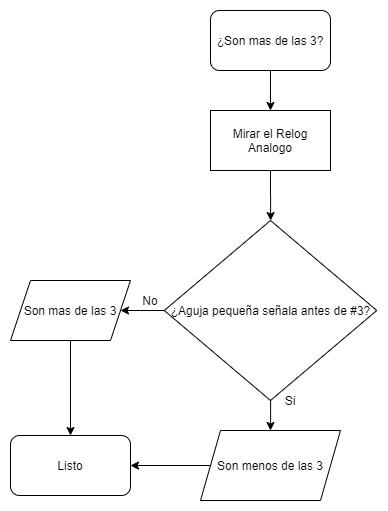 ¿Son mas de las 3?
Mirar el Relog
Analogo
¿Aguja pequeña señala antes de #3?
No
Son mas de las 3
Si
Son menos de las 3
Listo